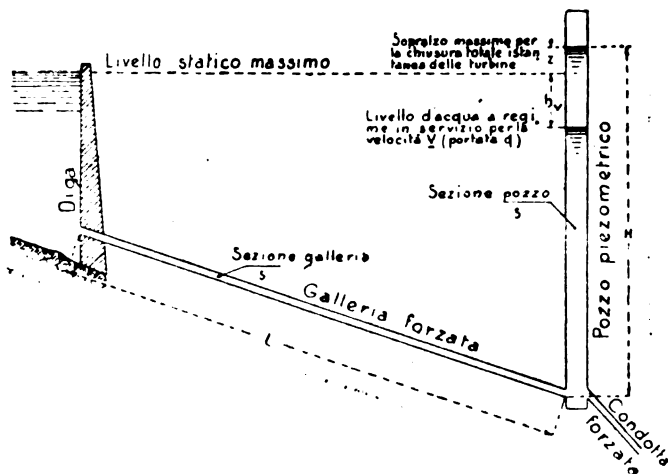 Sopralzo massimo per
la chiusura totale istan
tanea delle turbine
z
Livello statico massimo
hv
Livello d'acqua a regi
me in servizio per la
velocità V (portata q)
Diga
Sezione pozzo
S
Pozzo piezometrico
H
Sezione galleria
s
Galleria forzata
L
Condotta
forzata